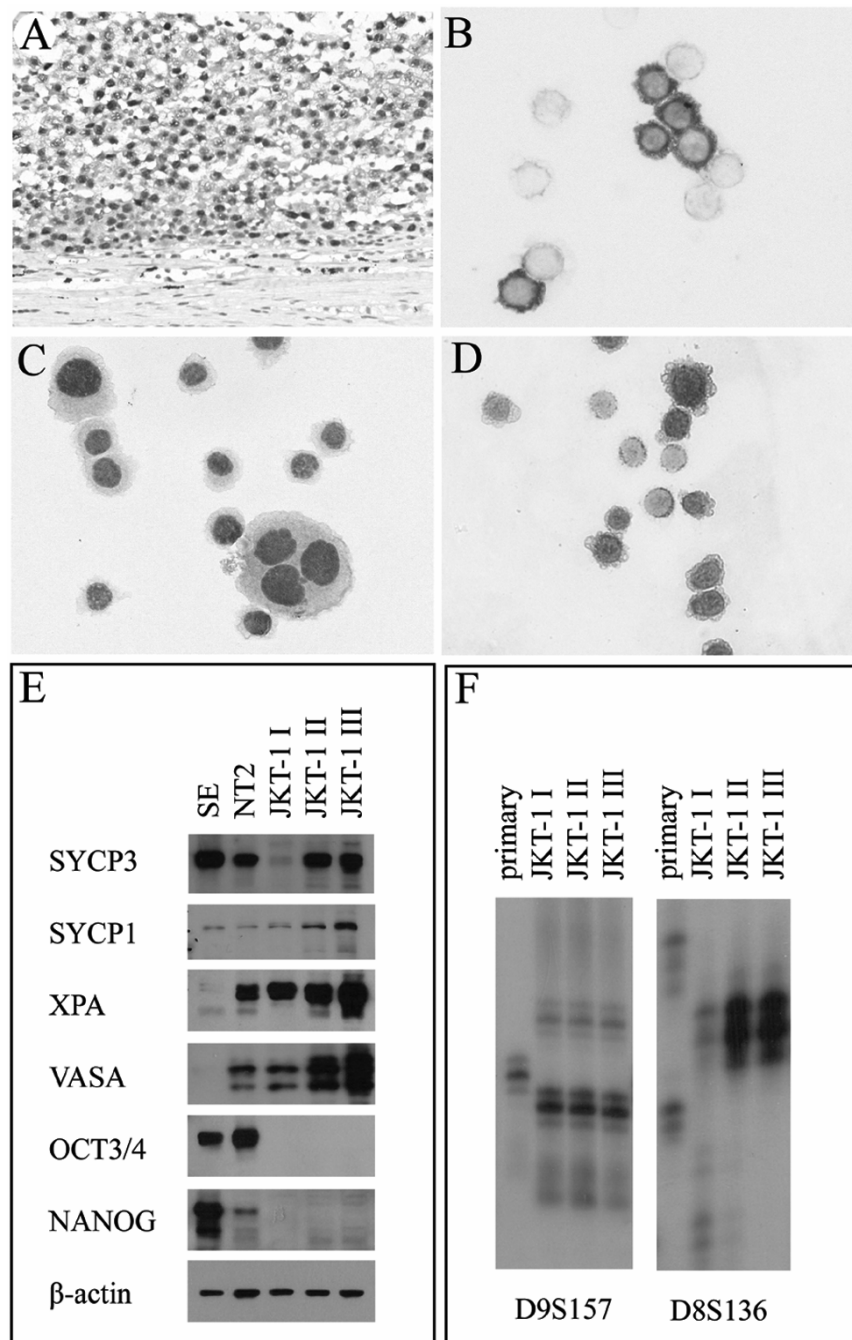 A
B
C
D
E
SE
NT2
JKT-1 I
JKT-1 II
JKT-1 III
SYCP3
SYCP1
XPA
VASA
OCT3/4
NANOG
β-actin
F
primary
JKT-1 I
JKT-1 II
JKT-1 III
primary
JKT-1 I
JKT-1 II
JKT-1 III
D9S157
D8S136